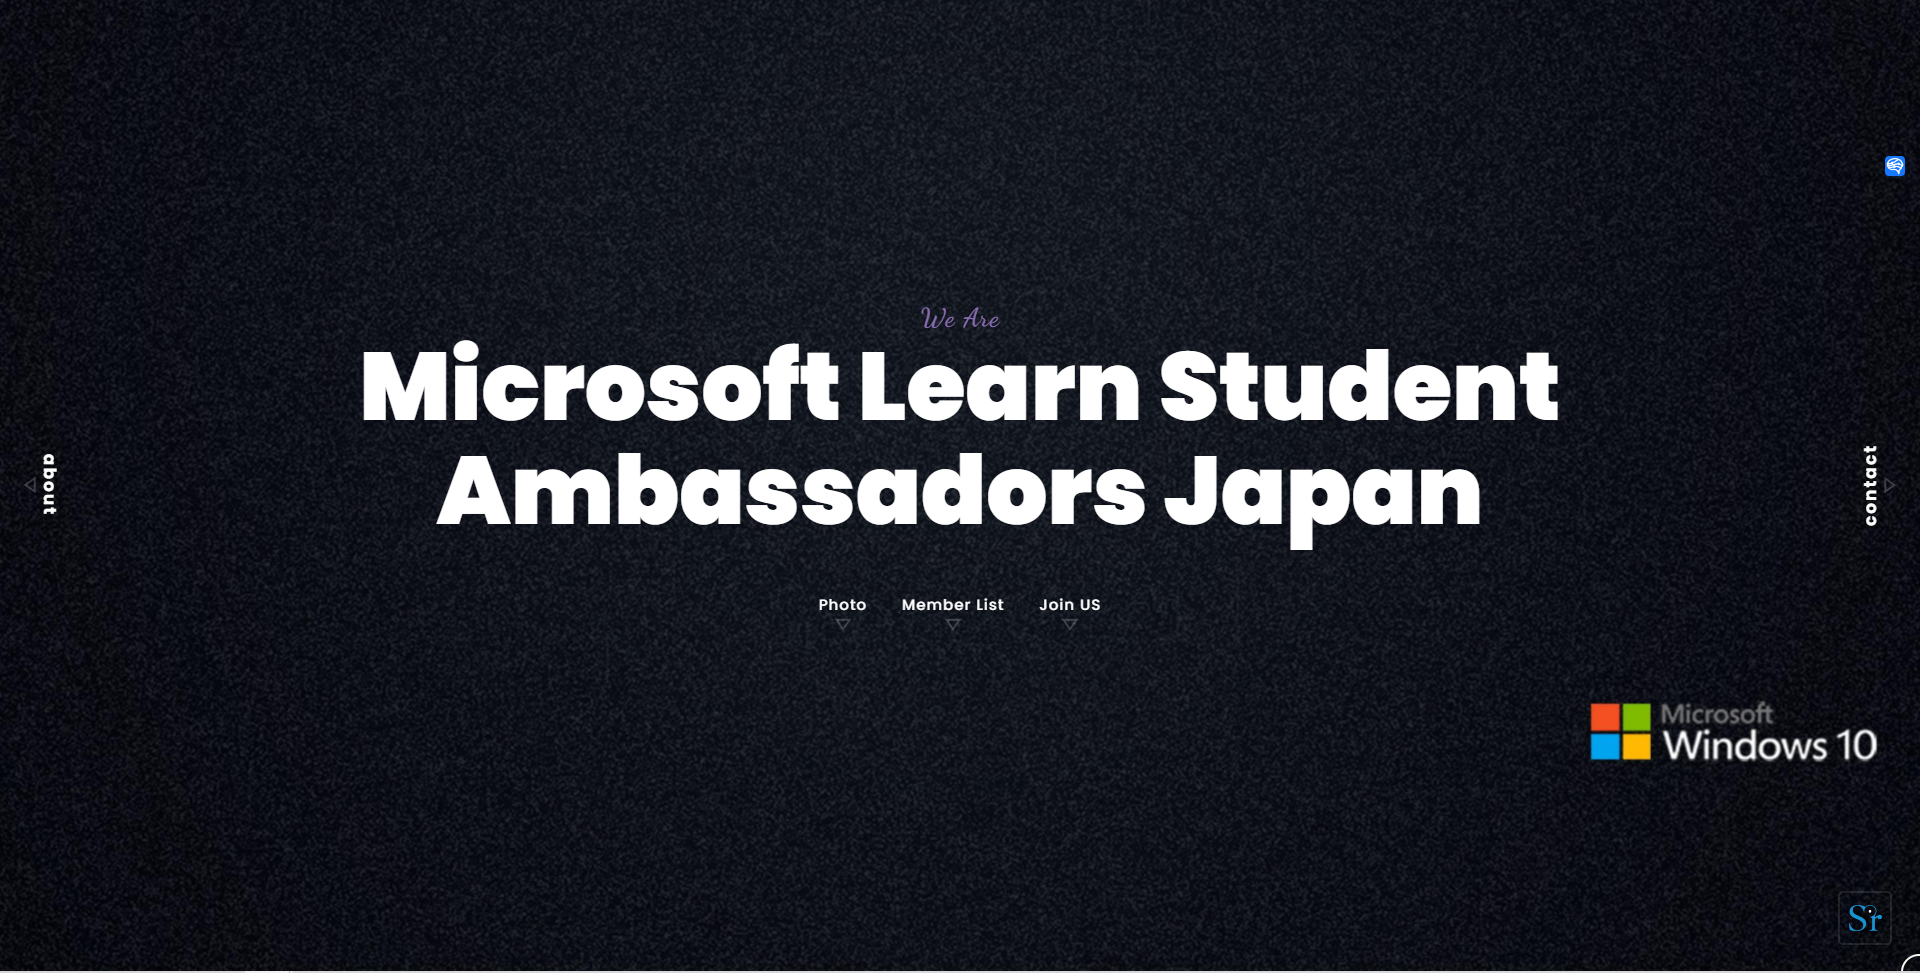 We Are
Microsoft Learn Student
Ambassadors Japan
about
contact
Photo Member List Join US
Microsoft
Windows 10
Sr